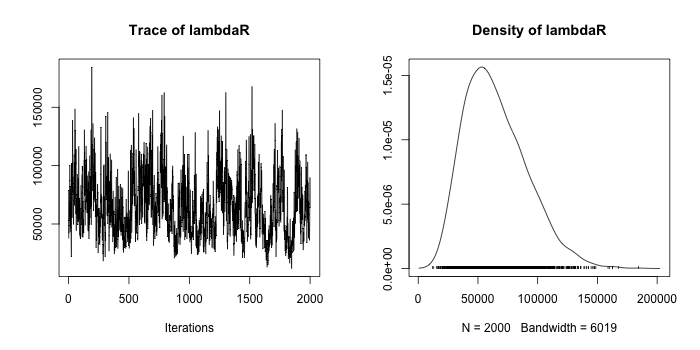 Trace of lambdaR
150000
100000
50000
0
500
1000
1500
2000
Iterations
Density of lambdaR
1.5e-05
1.0e-05
5.0e-06
0.0e+00
0
50000
100000
150000
200000
N = 2000 Bandwidth = 6019